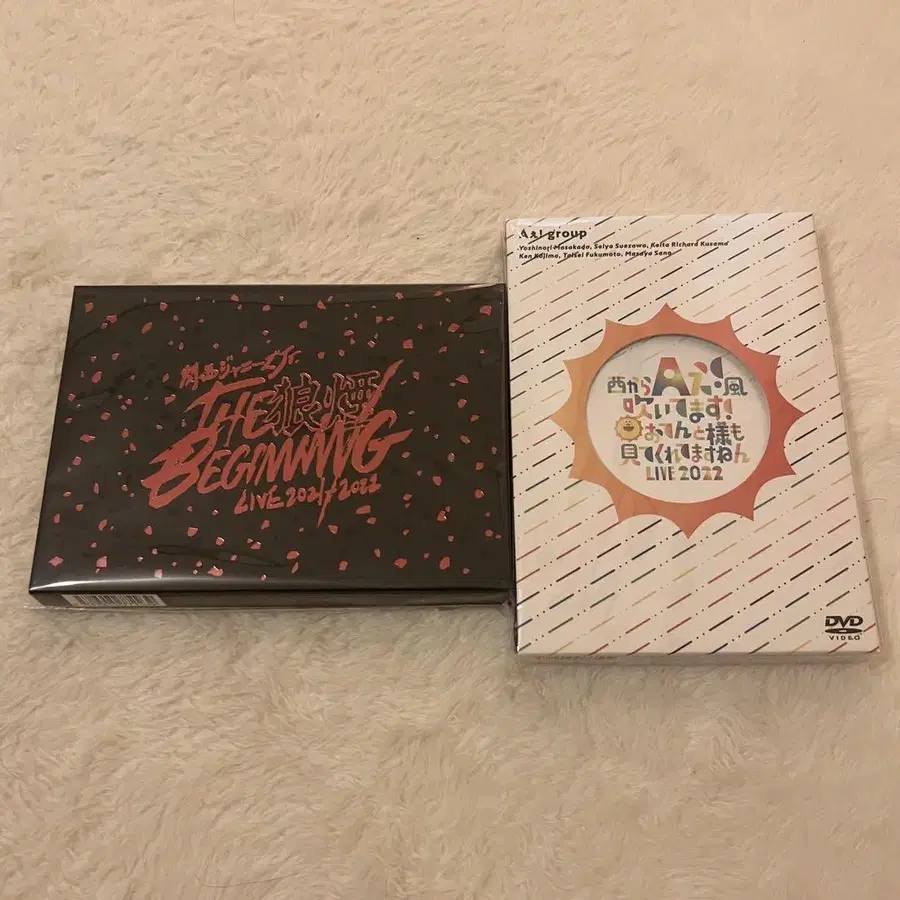 関西ジャニーズJr.
THE 狼煙
BEGINNING
LIVE 2021/2022
Aぇ! group
Yoshinori Masakado, Seiya Suezawa, Keita Richard Kusama
Ken Kojima, Taisei Fukumoto, Masaya Sano
西からAぇ!風
吹いてます!
おてんと様も
見てくれてますねん
LIVE 2022
DVD
VIDEO